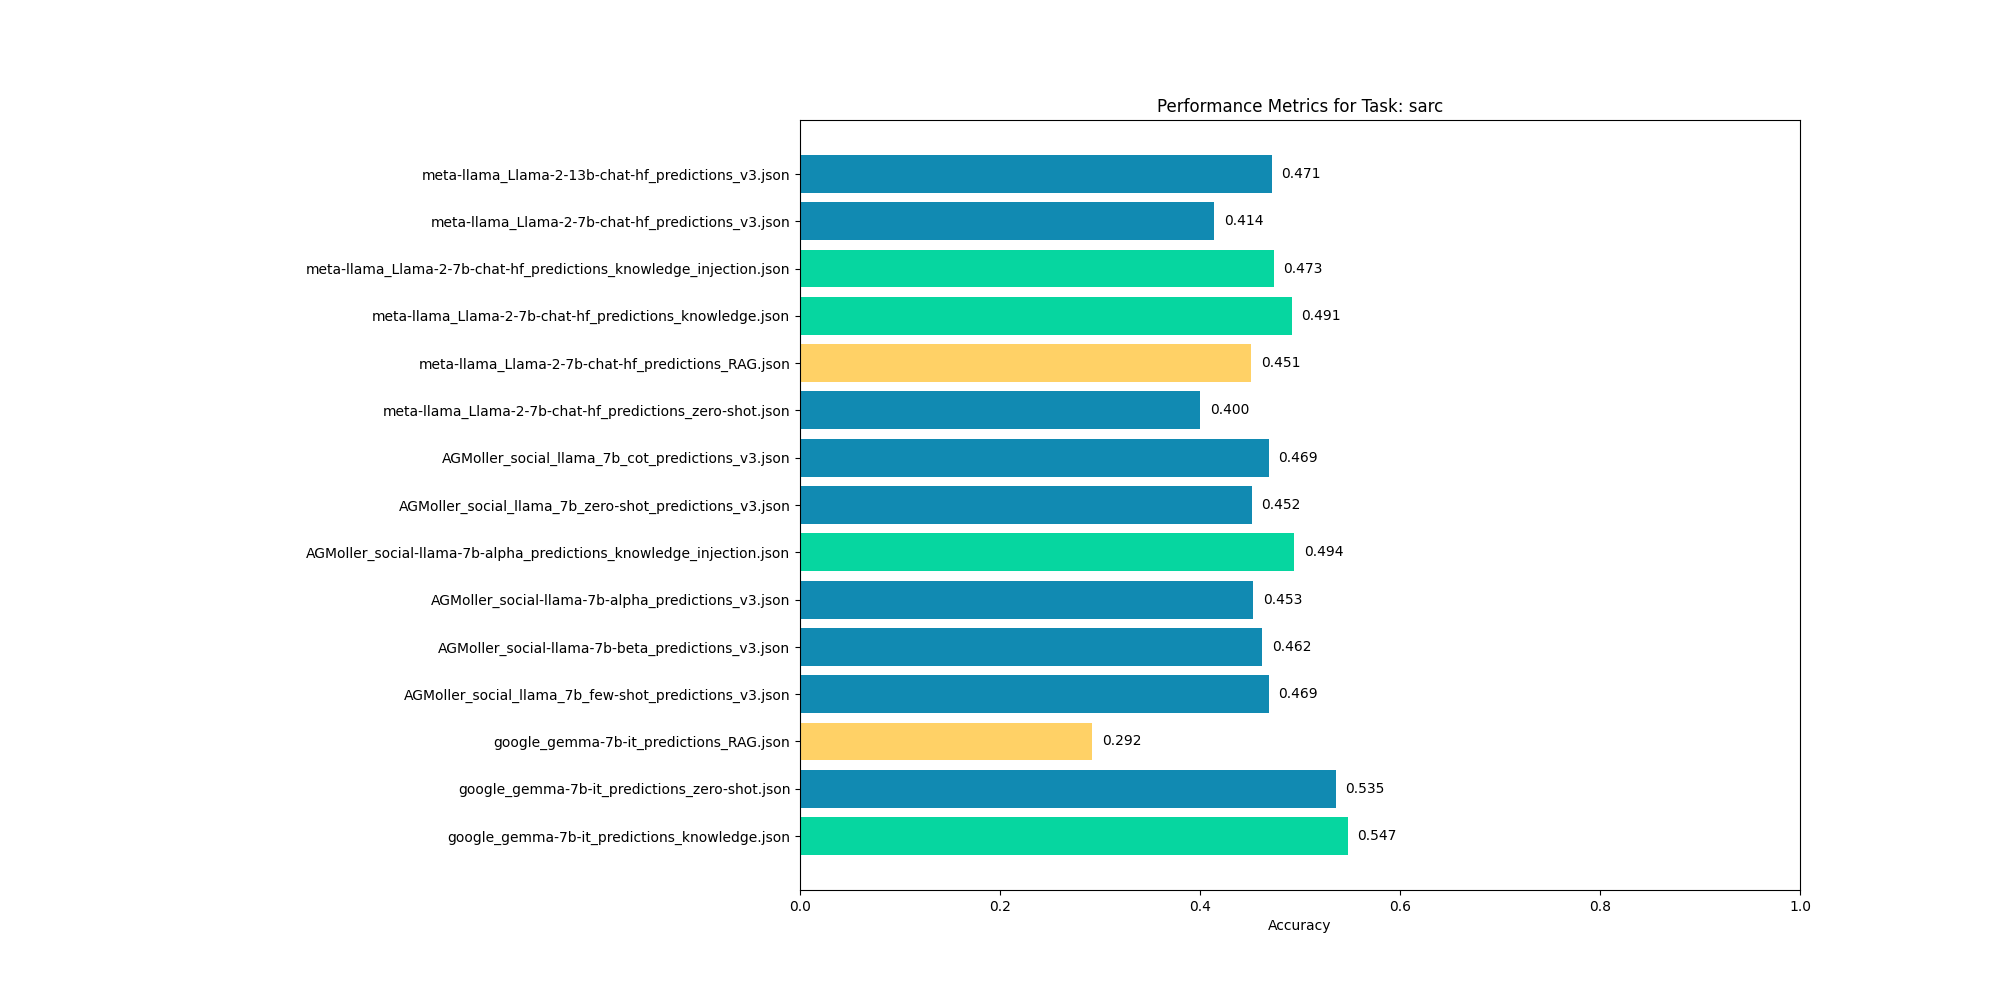 Performance Metrics for Task: sarc
meta-llama_Llama-2-13b-chat-hf_predictions_v3.json 0.471
meta-llama_Llama-2-7b-chat-hf_predictions_v3.json 0.414
meta-llama_Llama-2-7b-chat-hf_predictions_knowledge_injection.json 0.473
meta-llama_Llama-2-7b-chat-hf_predictions_knowledge.json 0.491
meta-llama_Llama-2-7b-chat-hf_predictions_RAG.json 0.451
meta-llama_Llama-2-7b-chat-hf_predictions_zero-shot.json 0.400
AGMoller_social_llama_7b_cot_predictions_v3.json 0.469
AGMoller_social_llama_7b_zero-shot_predictions_v3.json 0.452
AGMoller_social-llama-7b-alpha_predictions_knowledge_injection.json 0.494
AGMoller_social-llama-7b-alpha_predictions_v3.json 0.453
AGMoller_social-llama-7b-beta_predictions_v3.json 0.462
AGMoller_social_llama_7b_few-shot_predictions_v3.json 0.469
google_gemma-7b-it_predictions_RAG.json 0.292
google_gemma-7b-it_predictions_zero-shot.json 0.535
google_gemma-7b-it_predictions_knowledge.json 0.547
0.0 0.2 0.4 0.6 0.8 1.0
Accuracy